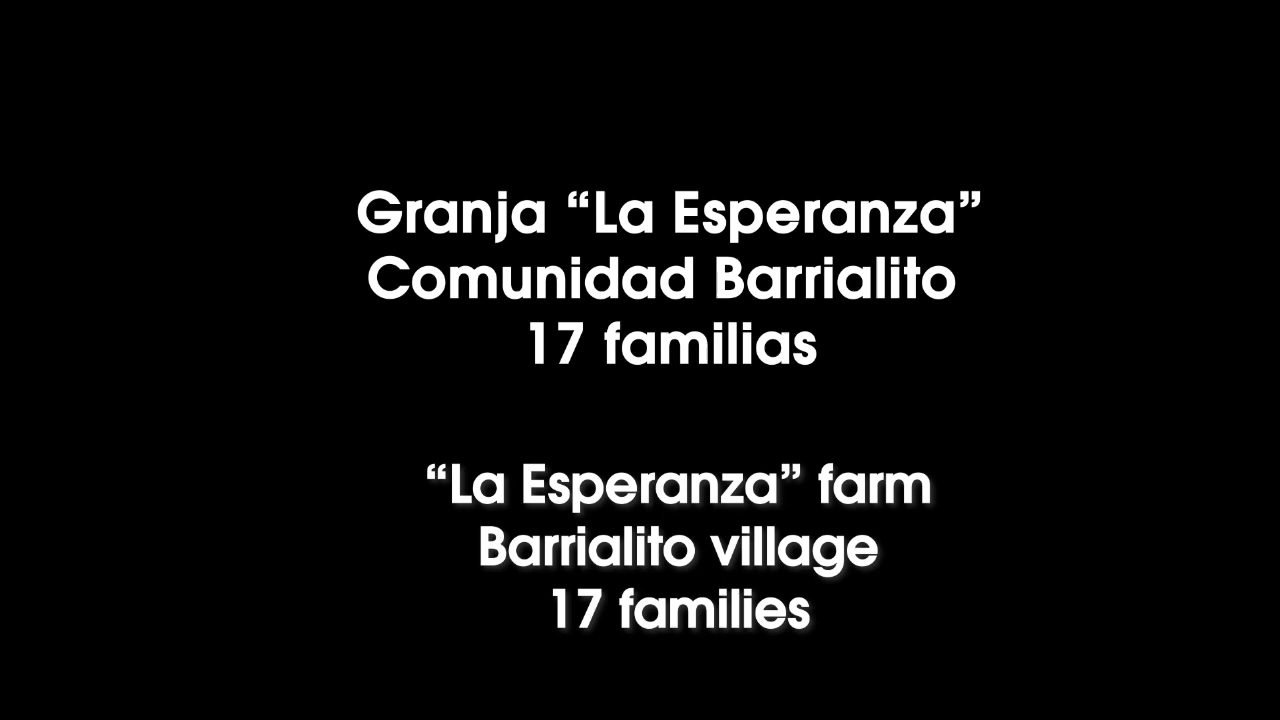 Granja “La Esperanza”
Comunidad Barrialito
17 familias
“La Esperanza” farm
Barrialito village
17 families